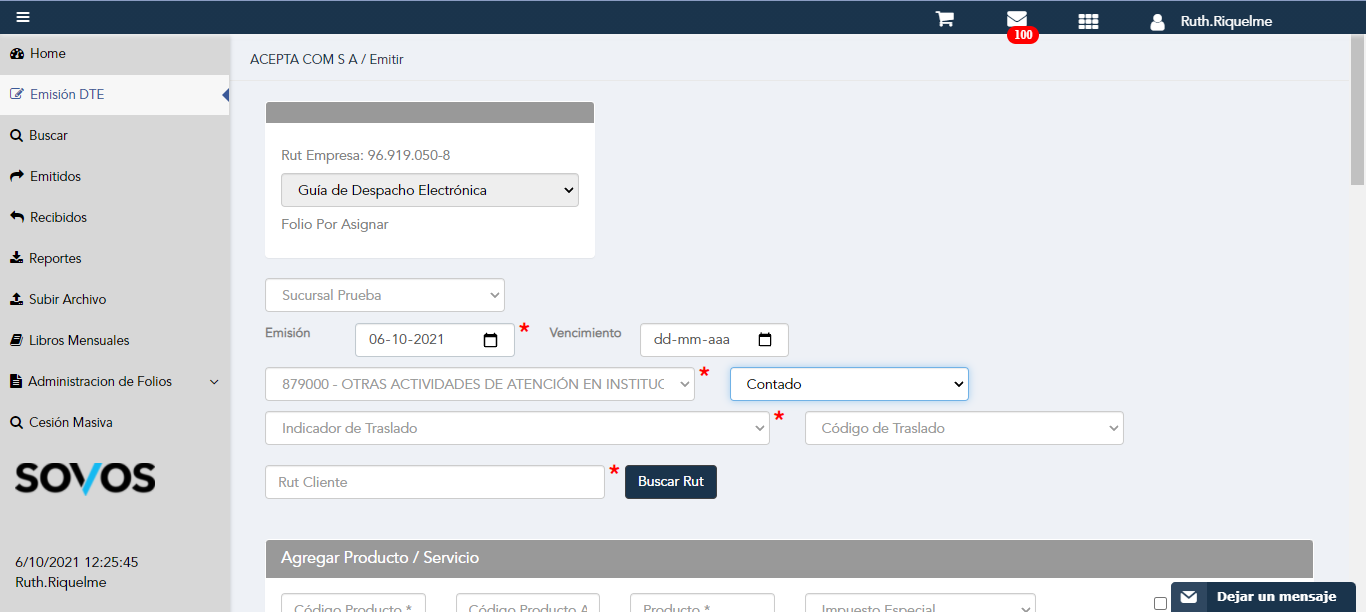 100
Ruth.Riquelme
Home
Emisión DTE
Buscar
Emitidos
Recibidos
Reportes
Subir Archivo
Libros Mensuales
Administracion de Folios
Cesión Masiva
SOVOS
6/10/2021 12:25:45
Ruth.Riquelme
ACEPTA COM S A / Emitir
Rut Empresa: 96.919.050-8
Guía de Despacho Electrónica
Folio Por Asignar
Sucursal Prueba
Emisión 06-10-2021 * Vencimiento dd-mm-aaa
879000 - OTRAS ACTIVIDADES DE ATENCIÓN EN INSTITUC * Contado
Indicador de Traslado * Código de Traslado
Rut Cliente * Buscar Rut
Agregar Producto / Servicio
Código Producto * Código Producto A Producto * Impuesto Especial
Dejar un mensaje